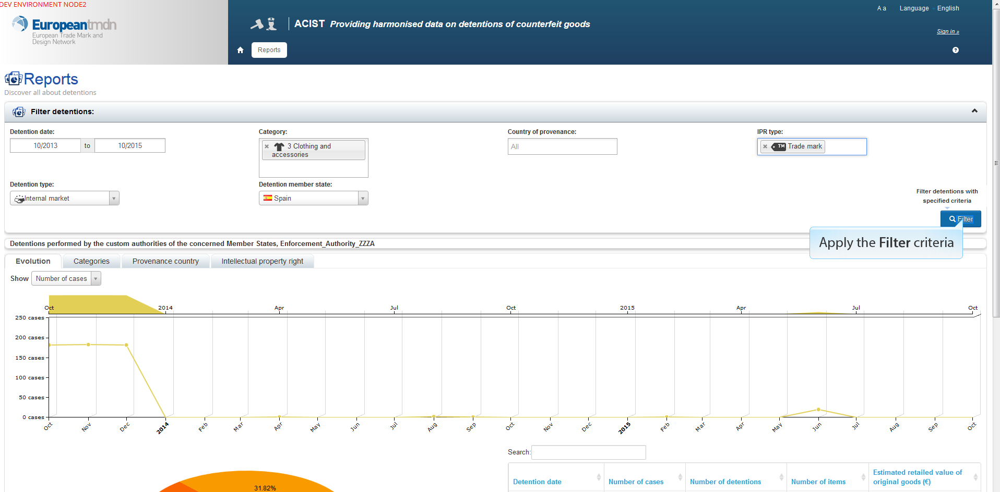 DEV ENVIRONMENT NODE2
Europeantmdn
European Trade Mark and
Design Network
ACIST Providing harmonised data on detentions of counterfeit goods
A a Language English
Sign in »
Reports
?
Reports
Discover all about detentions
Filter detentions:
Detention date:
10/2013 to 10/2015
Category:
× 3 Clothing and
accessories
Country of provenance:
All
IPR type:
× TM Trade mark
Detention type:
Internal market
Detention member state:
Spain
Filter detentions with
specified criteria
Filter
Apply the Filter criteria
Detentions performed by the custom authorities of the concerned Member States, Enforcement_Authority_ZZZA
Evolution Categories Provenance country Intellectual property right
Show Number of cases
Oct 2014 Apr Jul Oct 2015 Apr Jul Oct
250 cases
200 cases
150 cases
100 cases
50 cases
0 cases
Oct Nov Dec 2014 Feb Mar Apr May Jun Jul Aug Sep Oct Nov Dec 2015 Feb Mar Apr May Jun Jul Aug Sep Oct
31.82%
Search:
Detention date Number of cases Number of detentions Number of items Estimated retailed value of
original goods (€)